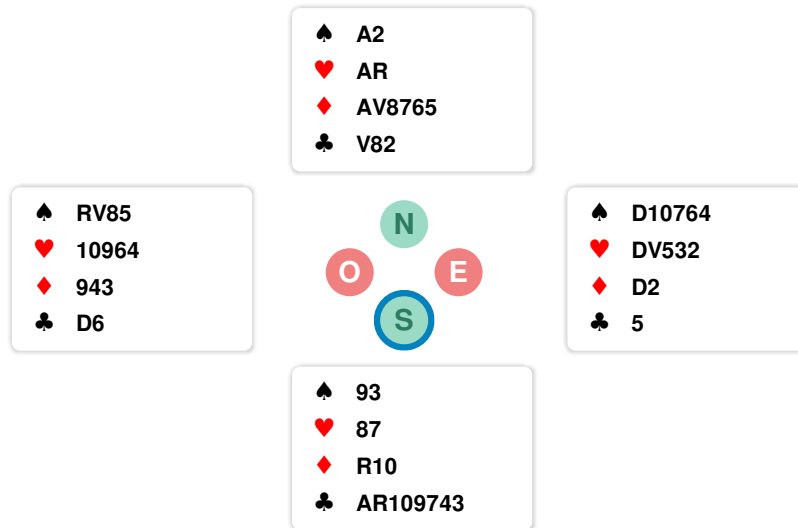 ♠ A2
♥ AR
♦ AV8765
♣ V82
♠ RV85
♥ 10964
♦ 943
♣ D6
N
O E
S
♠ D10764
♥ DV532
♦ D2
♣ 5
♠ 93
♥ 87
♦ R10
♣ AR109743